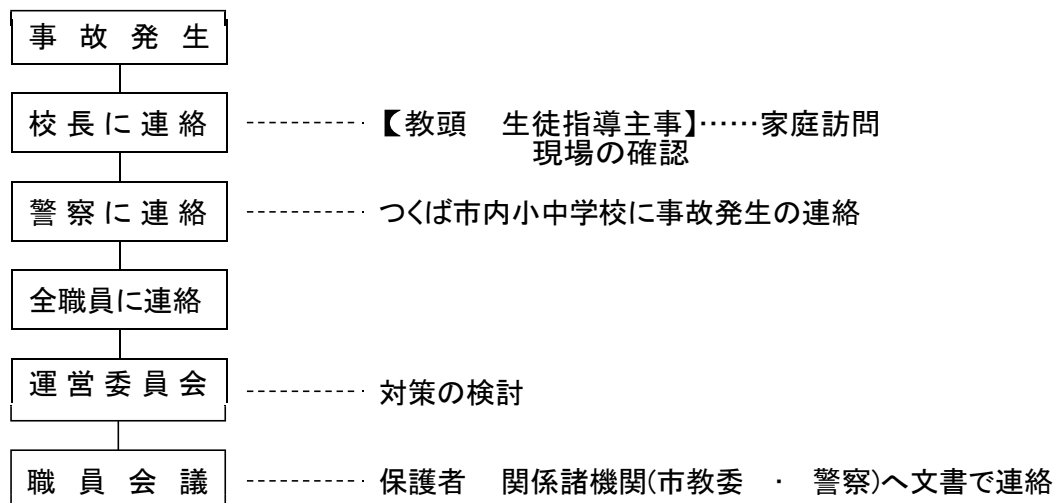 事 故 発 生
校 長 に 連 絡 【教頭 生徒指導主事】……家庭訪問
現場の確認
警 察 に 連 絡 つくば市内小中学校に事故発生の連絡
全職員に連絡
運 営 委 員 会 対策の検討
職 員 会 議 保護者 関係諸機関(市教委 ・ 警察)へ文書で連絡